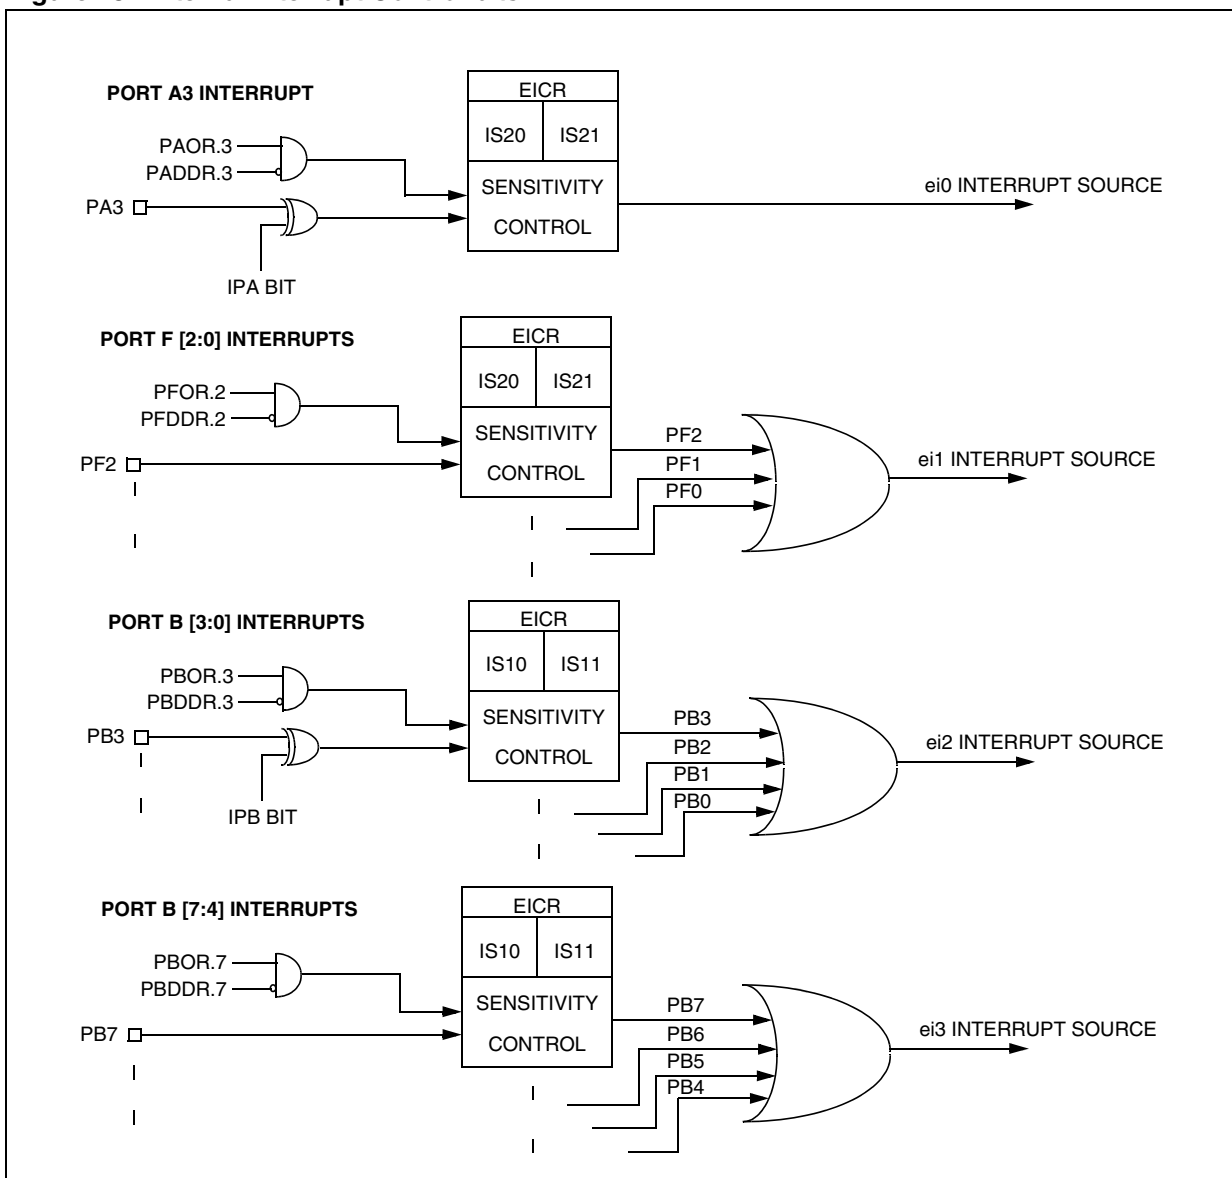 PORT A3 INTERRUPT
EICR
IS20
IS21
PAOR.3
PADDR.3
SENSITIVITY
CONTROL
PA3
IPA BIT
ei0 INTERRUPT SOURCE
PORT F [2:0] INTERRUPTS
EICR
IS20
IS21
PFOR.2
PFDDR.2
SENSITIVITY
CONTROL
PF2
PF2
PF1
PF0
ei1 INTERRUPT SOURCE
PORT B [3:0] INTERRUPTS
EICR
IS10
IS11
PBOR.3
PBDDR.3
SENSITIVITY
CONTROL
PB3
IPB BIT
PB3
PB2
PB1
PB0
ei2 INTERRUPT SOURCE
PORT B [7:4] INTERRUPTS
EICR
IS10
IS11
PBOR.7
PBDDR.7
SENSITIVITY
CONTROL
PB7
PB7
PB6
PB5
PB4
ei3 INTERRUPT SOURCE